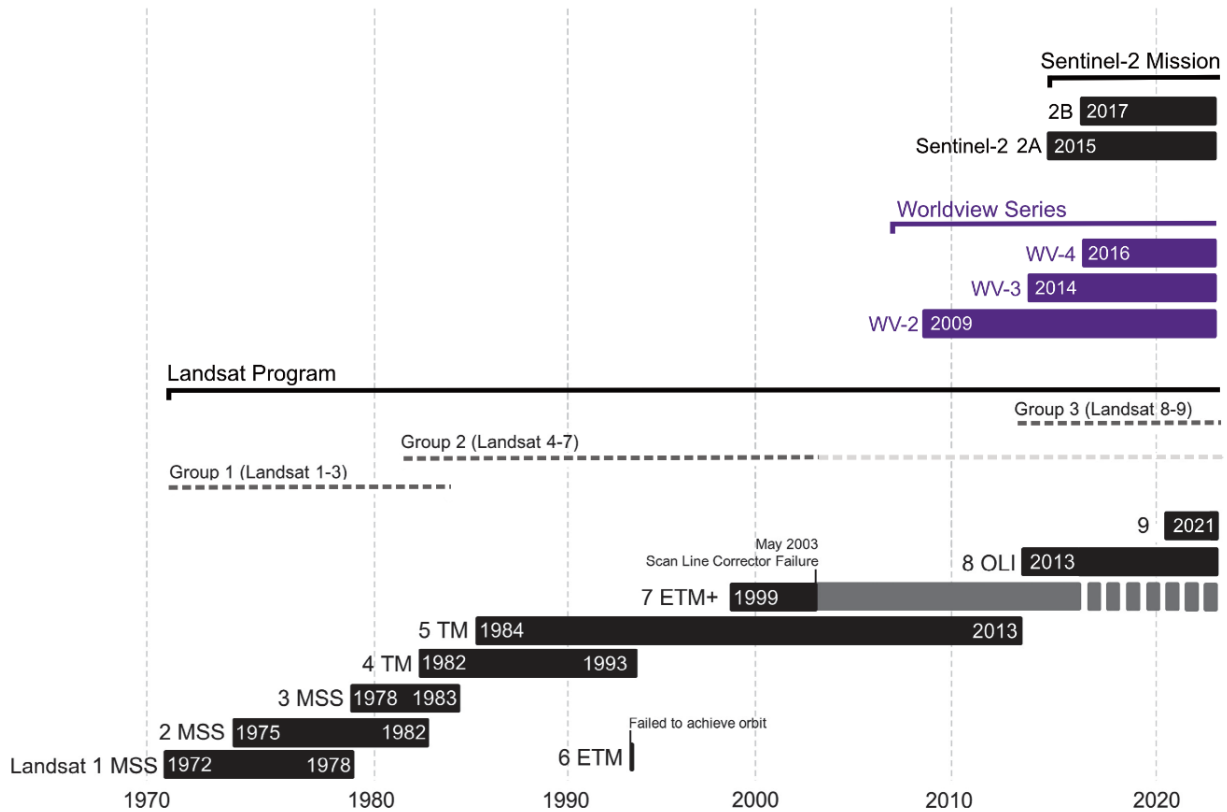 Sentinel-2 Mission
2B 2017
Sentinel-2 2A 2015
Worldview Series
WV-4 2016
WV-3 2014
WV-2 2009
Landsat Program
Group 3 (Landsat 8-9)
Group 2 (Landsat 4-7)
Group 1 (Landsat 1-3)
9 2021
May 2003
Scan Line Corrector Failure
8 OLI 2013
7 ETM+ 1999
5 TM 1984 2013
4 TM 1982 1993
3 MSS 1978 1983
Failed to achieve orbit
2 MSS 1975 1982
6 ETM
Landsat 1 MSS 1972 1978
1970 1980 1990 2000 2010 2020